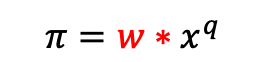 π = w * x^q